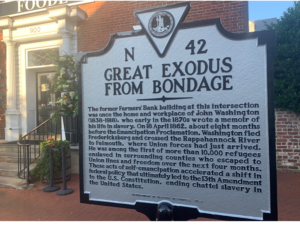 FOODE
900
N 42
GREAT EXODUS
FROM BONDAGE
The former Farmers' Bank building at this intersection
was once the home and workplace of John Washington
(1838-1918), who early in the 1870s wrote a memoir of
his life in slavery. On 18 April 1862, about eight months
before the Emancipation Proclamation, Washington fled
Fredericksburg and crossed the Rappahannock River
to Falmouth, where Union forces had just arrived.
He was among the first of more than 10,000 refugees
enslaved in surrounding counties who escaped to
Union lines and freedom over the next four months.
These acts of self-emancipation accelerated a shift in
federal policy that ultimately led to the 13th Amendment
to the U.S. Constitution, ending chattel slavery in
the United States.